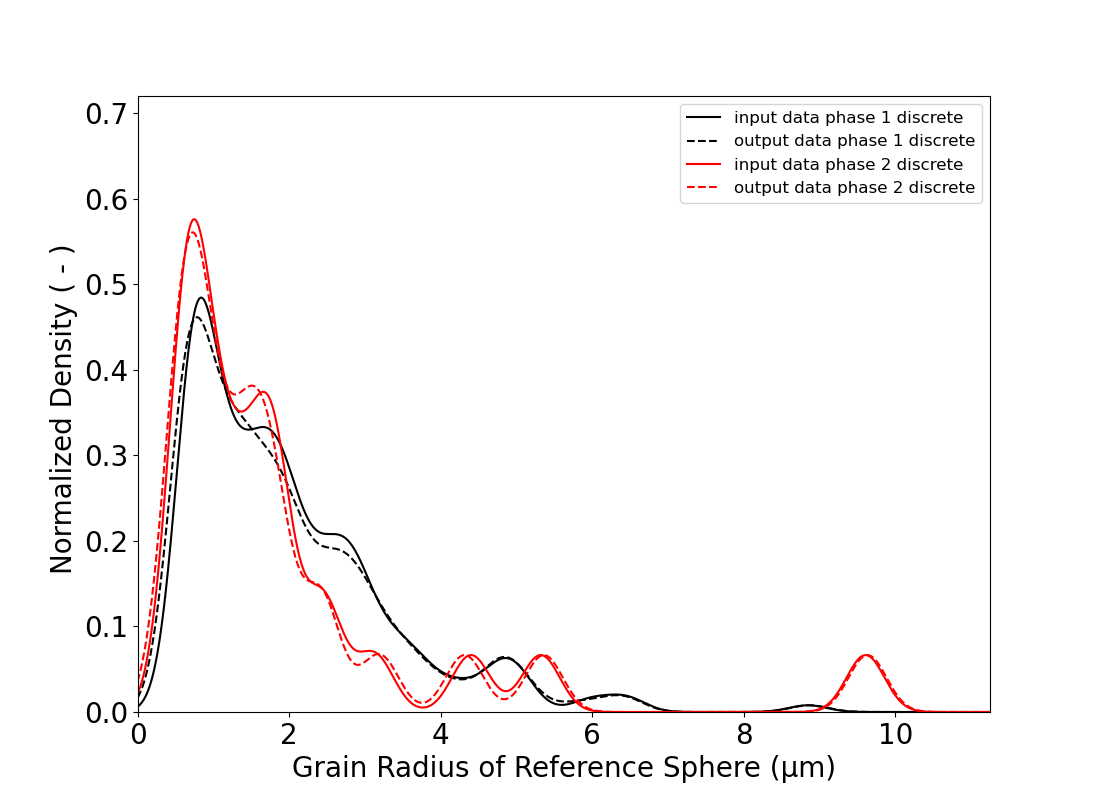 0.7
0.6
0.5
0.4
0.3
0.2
0.1
0.0
Normalized Density ( - )
input data phase 1 discrete
output data phase 1 discrete
input data phase 2 discrete
output data phase 2 discrete
0 2 4 6 8 10
Grain Radius of Reference Sphere (μm)